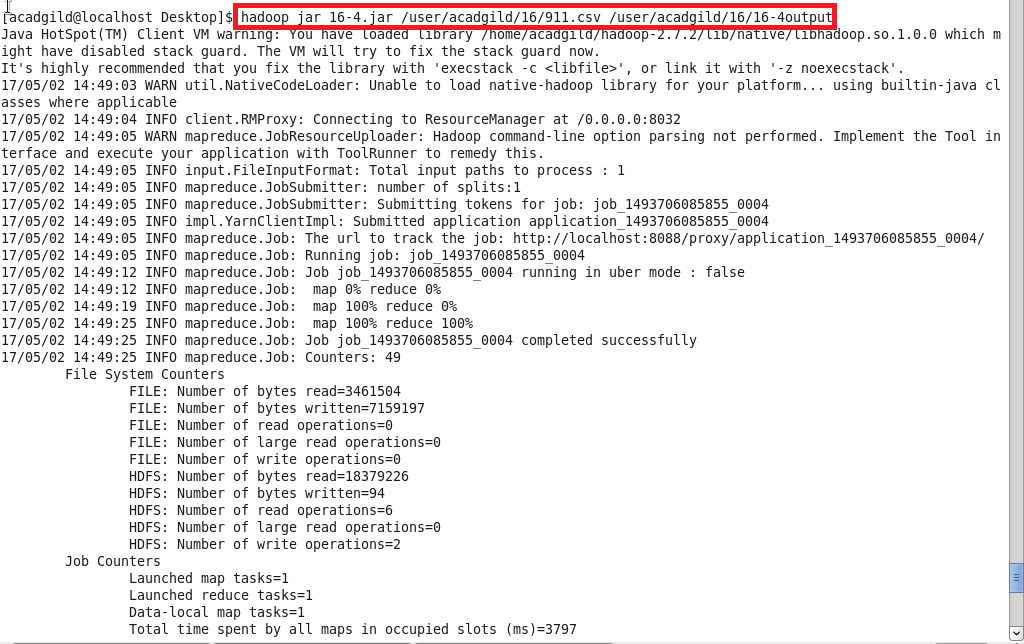 [acadgild@localhost Desktop]$ hadoop jar 16-4.jar /user/acadgild/16/911.csv /user/acadgild/16/16-4output
Java HotSpot(TM) Client VM warning: You have loaded library /home/acadgild/hadoop-2.7.2/lib/native/libhadoop.so.1.0.0 which m
ight have disabled stack guard. The VM will try to fix the stack guard now.
It's highly recommended that you fix the library with 'execstack -c <libfile>', or link it with '-z noexecstack'.
17/05/02 14:49:03 WARN util.NativeCodeLoader: Unable to load native-hadoop library for your platform... using builtin-java cl
asses where applicable
17/05/02 14:49:04 INFO client.RMProxy: Connecting to ResourceManager at /0.0.0.0:8032
17/05/02 14:49:05 WARN mapreduce.JobResourceUploader: Hadoop command-line option parsing not performed. Implement the Tool in
terface and execute your application with ToolRunner to remedy this.
17/05/02 14:49:05 INFO input.FileInputFormat: Total input paths to process : 1
17/05/02 14:49:05 INFO mapreduce.JobSubmitter: number of splits:1
17/05/02 14:49:05 INFO mapreduce.JobSubmitter: Submitting tokens for job: job_1493706085855_0004
17/05/02 14:49:05 INFO impl.YarnClientImpl: Submitted application application_1493706085855_0004
17/05/02 14:49:05 INFO mapreduce.Job: The url to track the job: http://localhost:8088/proxy/application_1493706085855_0004/
17/05/02 14:49:05 INFO mapreduce.Job: Running job: job_1493706085855_0004
17/05/02 14:49:12 INFO mapreduce.Job: Job job_1493706085855_0004 running in uber mode : false
17/05/02 14:49:12 INFO mapreduce.Job:  map 0% reduce 0%
17/05/02 14:49:19 INFO mapreduce.Job:  map 100% reduce 0%
17/05/02 14:49:25 INFO mapreduce.Job:  map 100% reduce 100%
17/05/02 14:49:25 INFO mapreduce.Job: Job job_1493706085855_0004 completed successfully
17/05/02 14:49:25 INFO mapreduce.Job: Counters: 49
File System Counters
FILE: Number of bytes read=3461504
FILE: Number of bytes written=7159197
FILE: Number of read operations=0
FILE: Number of large read operations=0
FILE: Number of write operations=0
HDFS: Number of bytes read=18379226
HDFS: Number of bytes written=94
HDFS: Number of read operations=6
HDFS: Number of large read operations=0
HDFS: Number of write operations=2
Job Counters
Launched map tasks=1
Launched reduce tasks=1
Data-local map tasks=1
Total time spent by all maps in occupied slots (ms)=3797